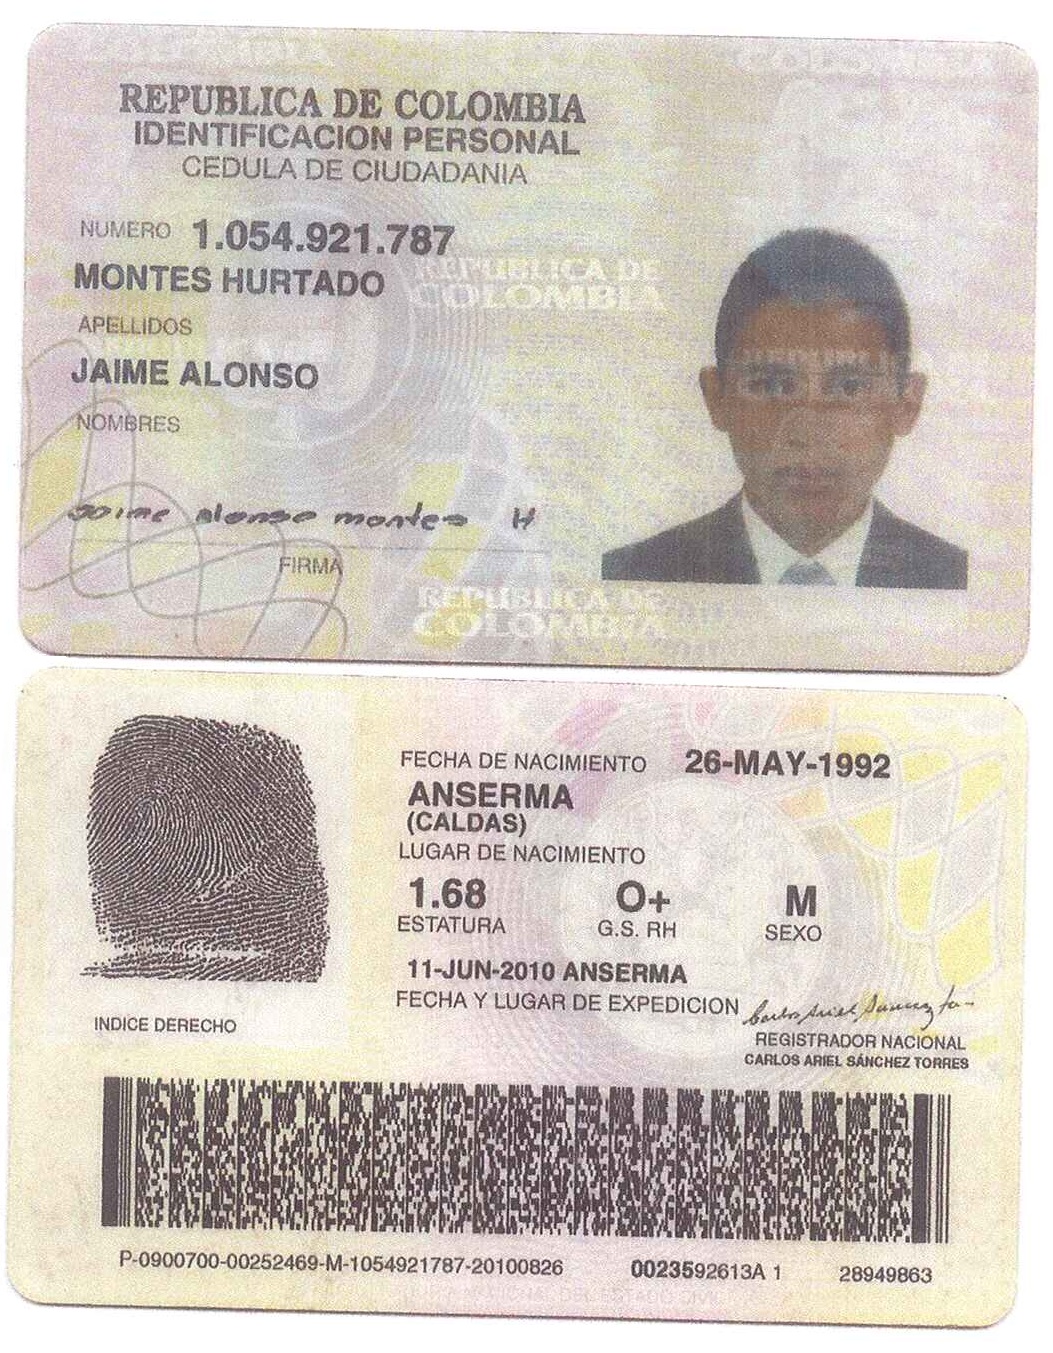 REPUBLICA DE COLOMBIA
IDENTIFICACION PERSONAL
CEDULA DE CIUDADANIA
NUMERO 1.054.921.787
MONTES HURTADO
APELLIDOS
JAIME ALONSO
NOMBRES
Jaime Alonso montes H
FIRMA
REPUBLICA DE
COLOMBIA
REPUBLICA DE
COLOMBIA
FECHA DE NACIMIENTO 26-MAY-1992
ANSERMA
(CALDAS)
LUGAR DE NACIMIENTO
1.68 O+ M
ESTATURA G.S. RH SEXO
11-JUN-2010 ANSERMA
FECHA Y LUGAR DE EXPEDICION
INDICE DERECHO
REGISTRADOR NACIONAL
CARLOS ARIEL SÁNCHEZ TORRES
P-0900700-00252469-M-1054921787-20100826 0023592613A 1 28949863